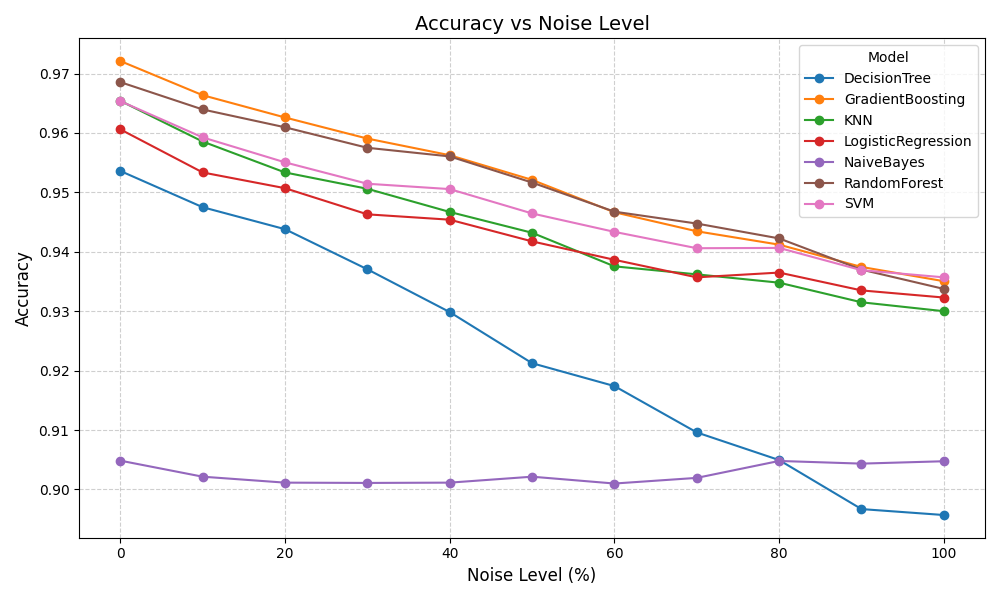 Accuracy vs Noise Level
Model
DecisionTree
GradientBoosting
KNN
LogisticRegression
NaiveBayes
RandomForest
SVM
Accuracy
0.97
0.96
0.95
0.94
0.93
0.92
0.91
0.90
0 20 40 60 80 100
Noise Level (%)